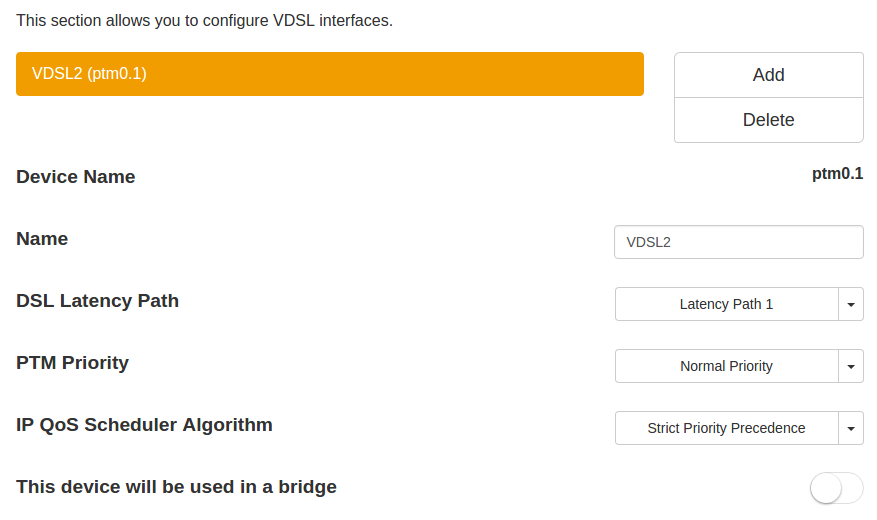 This section allows you to configure VDSL interfaces.
VDSL2 (ptm0.1)
Add
Delete
Device Name
ptm0.1
Name
VDSL2
DSL Latency Path
Latency Path 1
PTM Priority
Normal Priority
IP QoS Scheduler Algorithm
Strict Priority Precedence
This device will be used in a bridge